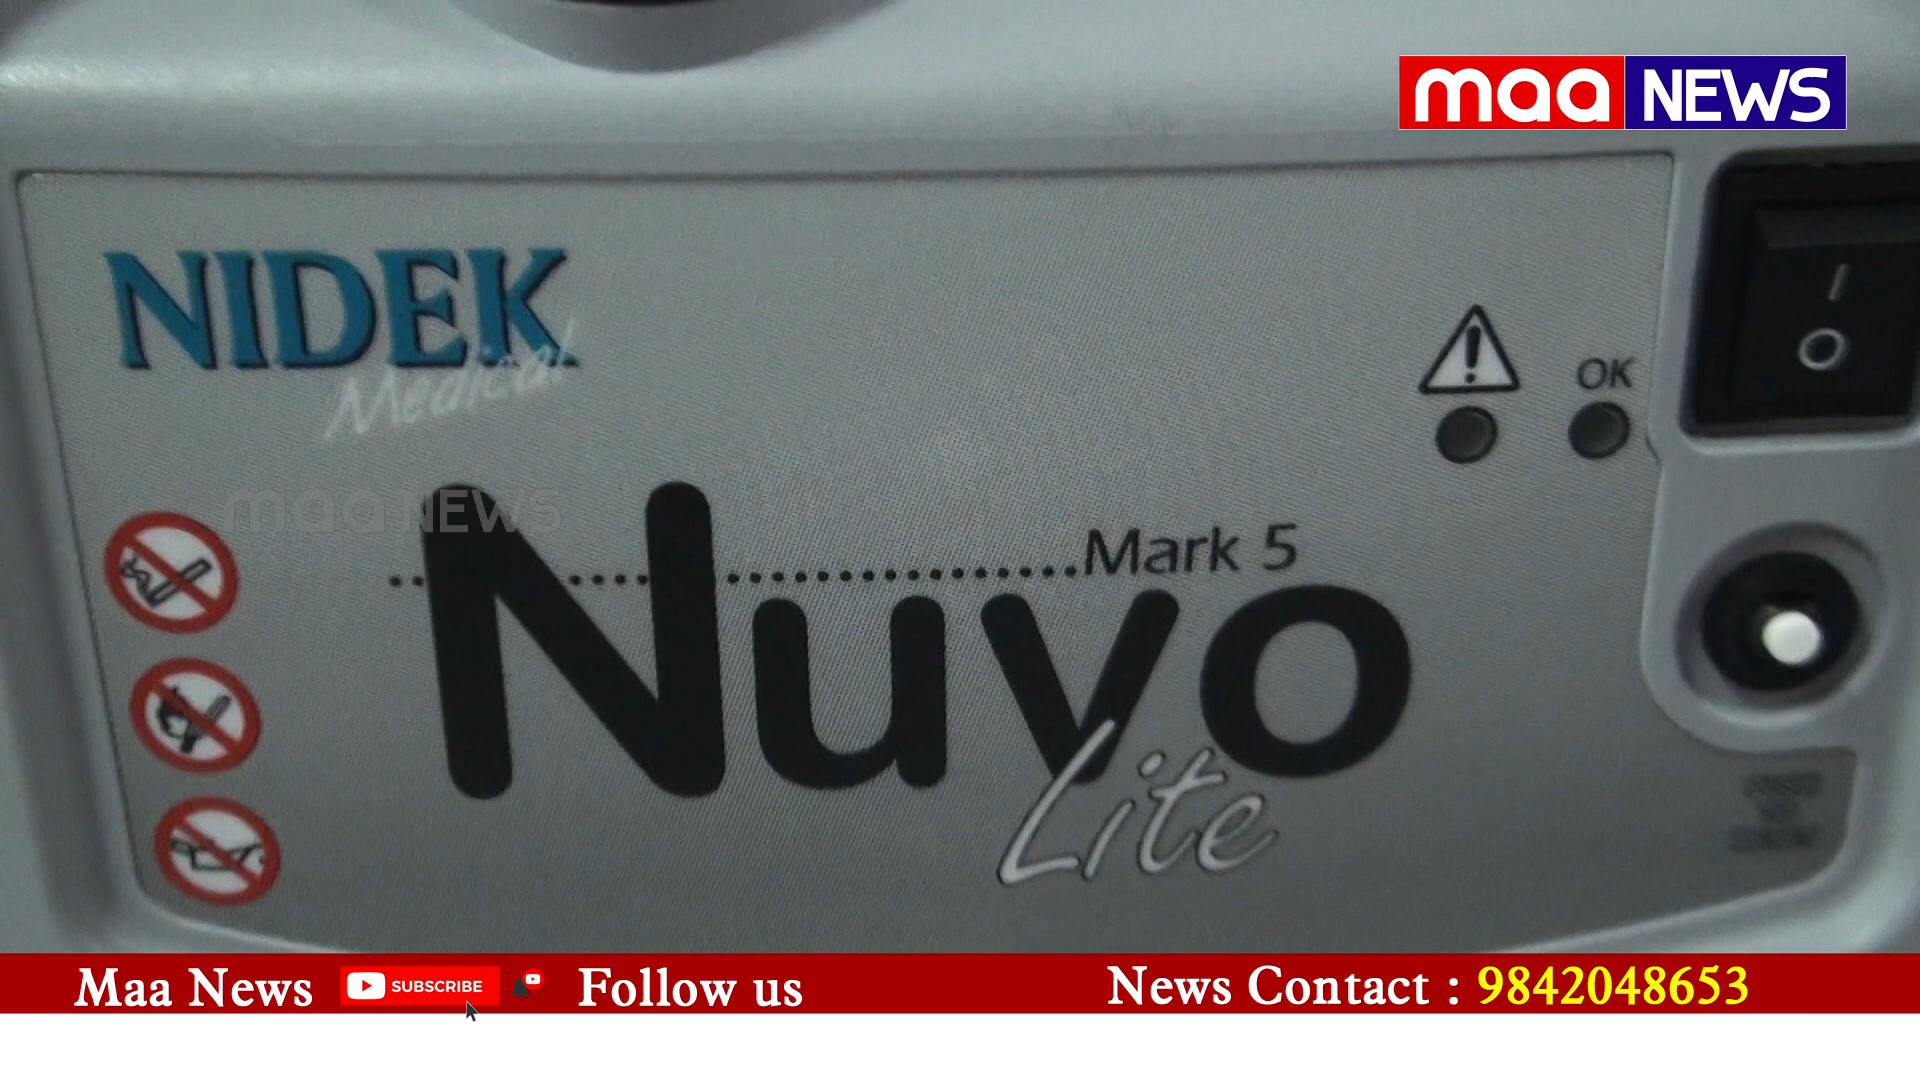 maa NEWS
NIDEK
Medical
OK
maa NEWS
Mark 5
Nuvo
Lite
Maa News SUBSCRIBE Follow us News Contact : 9842048653